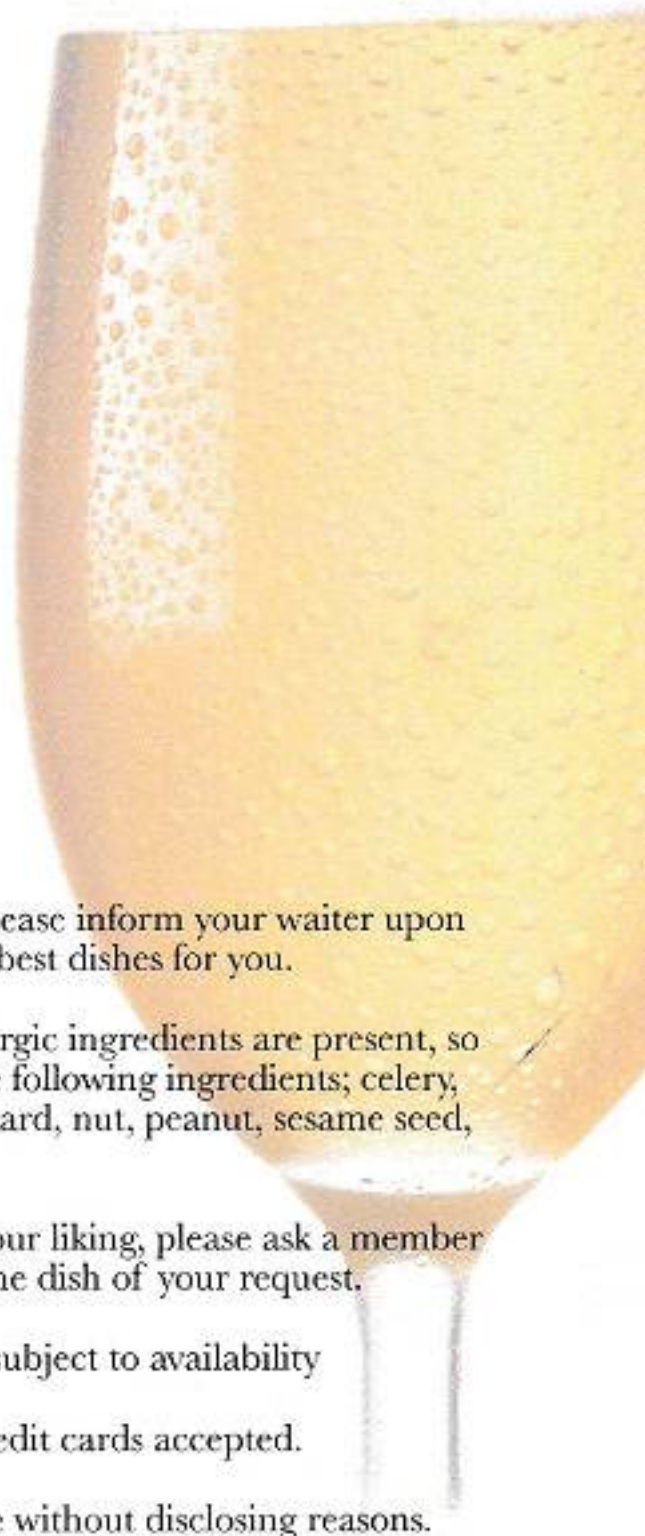 ease inform your waiter upon
best dishes for you.
rgic ingredients are present, so
following ingredients; celery,
ard, nut, peanut, sesame seed,
our liking, please ask a member
he dish of your request.
subject to availability
edit cards accepted.
e without disclosing reasons.